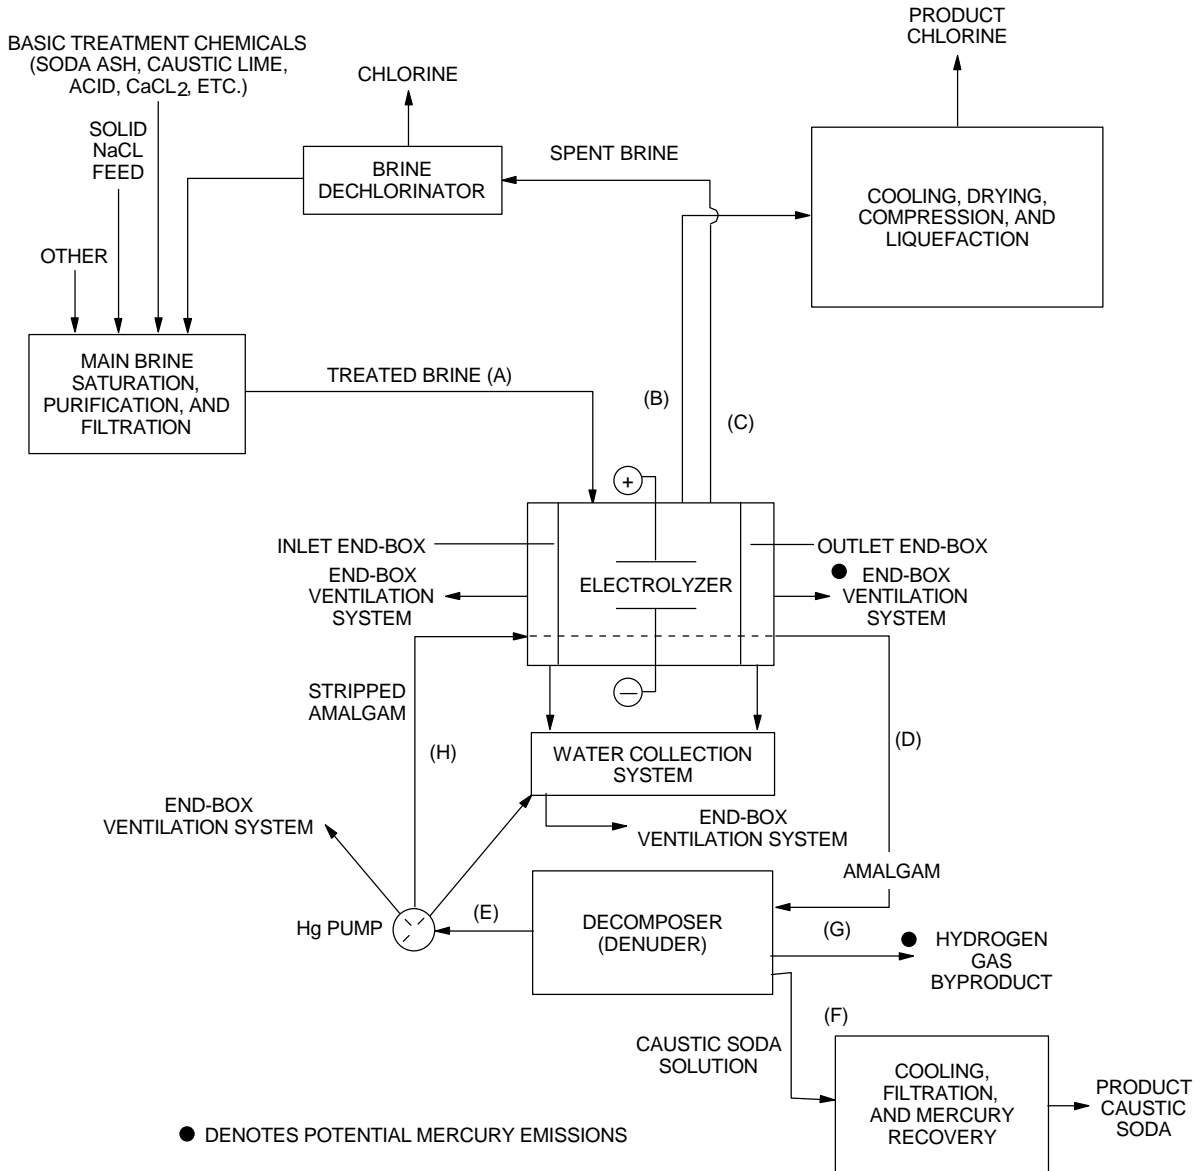 PRODUCT
CHLORINE
BASIC TREATMENT CHEMICALS
(SODA ASH, CAUSTIC LIME,
ACID, CaCL2, ETC.)
CHLORINE
SOLID
NaCL
FEED
BRINE
DECHLORINATOR
SPENT BRINE
COOLING, DRYING,
COMPRESSION, AND
LIQUEFACTION
OTHER
MAIN BRINE
SATURATION,
PURIFICATION, AND
FILTRATION
TREATED BRINE (A)
(B)
(C)
+
INLET END-BOX
OUTLET END-BOX
END-BOX
VENTILATION
SYSTEM
ELECTROLYZER
END-BOX
VENTILATION
SYSTEM
—
STRIPPED
AMALGAM
(H)
WATER COLLECTION
SYSTEM
(D)
END-BOX
VENTILATION SYSTEM
END-BOX
VENTILATION SYSTEM
AMALGAM
Hg PUMP
(E)
DECOMPOSER
(DENUDER)
(G)
HYDROGEN
GAS
BYPRODUCT
(F)
CAUSTIC SODA
SOLUTION
COOLING,
FILTRATION,
AND MERCURY
RECOVERY
PRODUCT
CAUSTIC
SODA
● DENOTES POTENTIAL MERCURY EMISSIONS